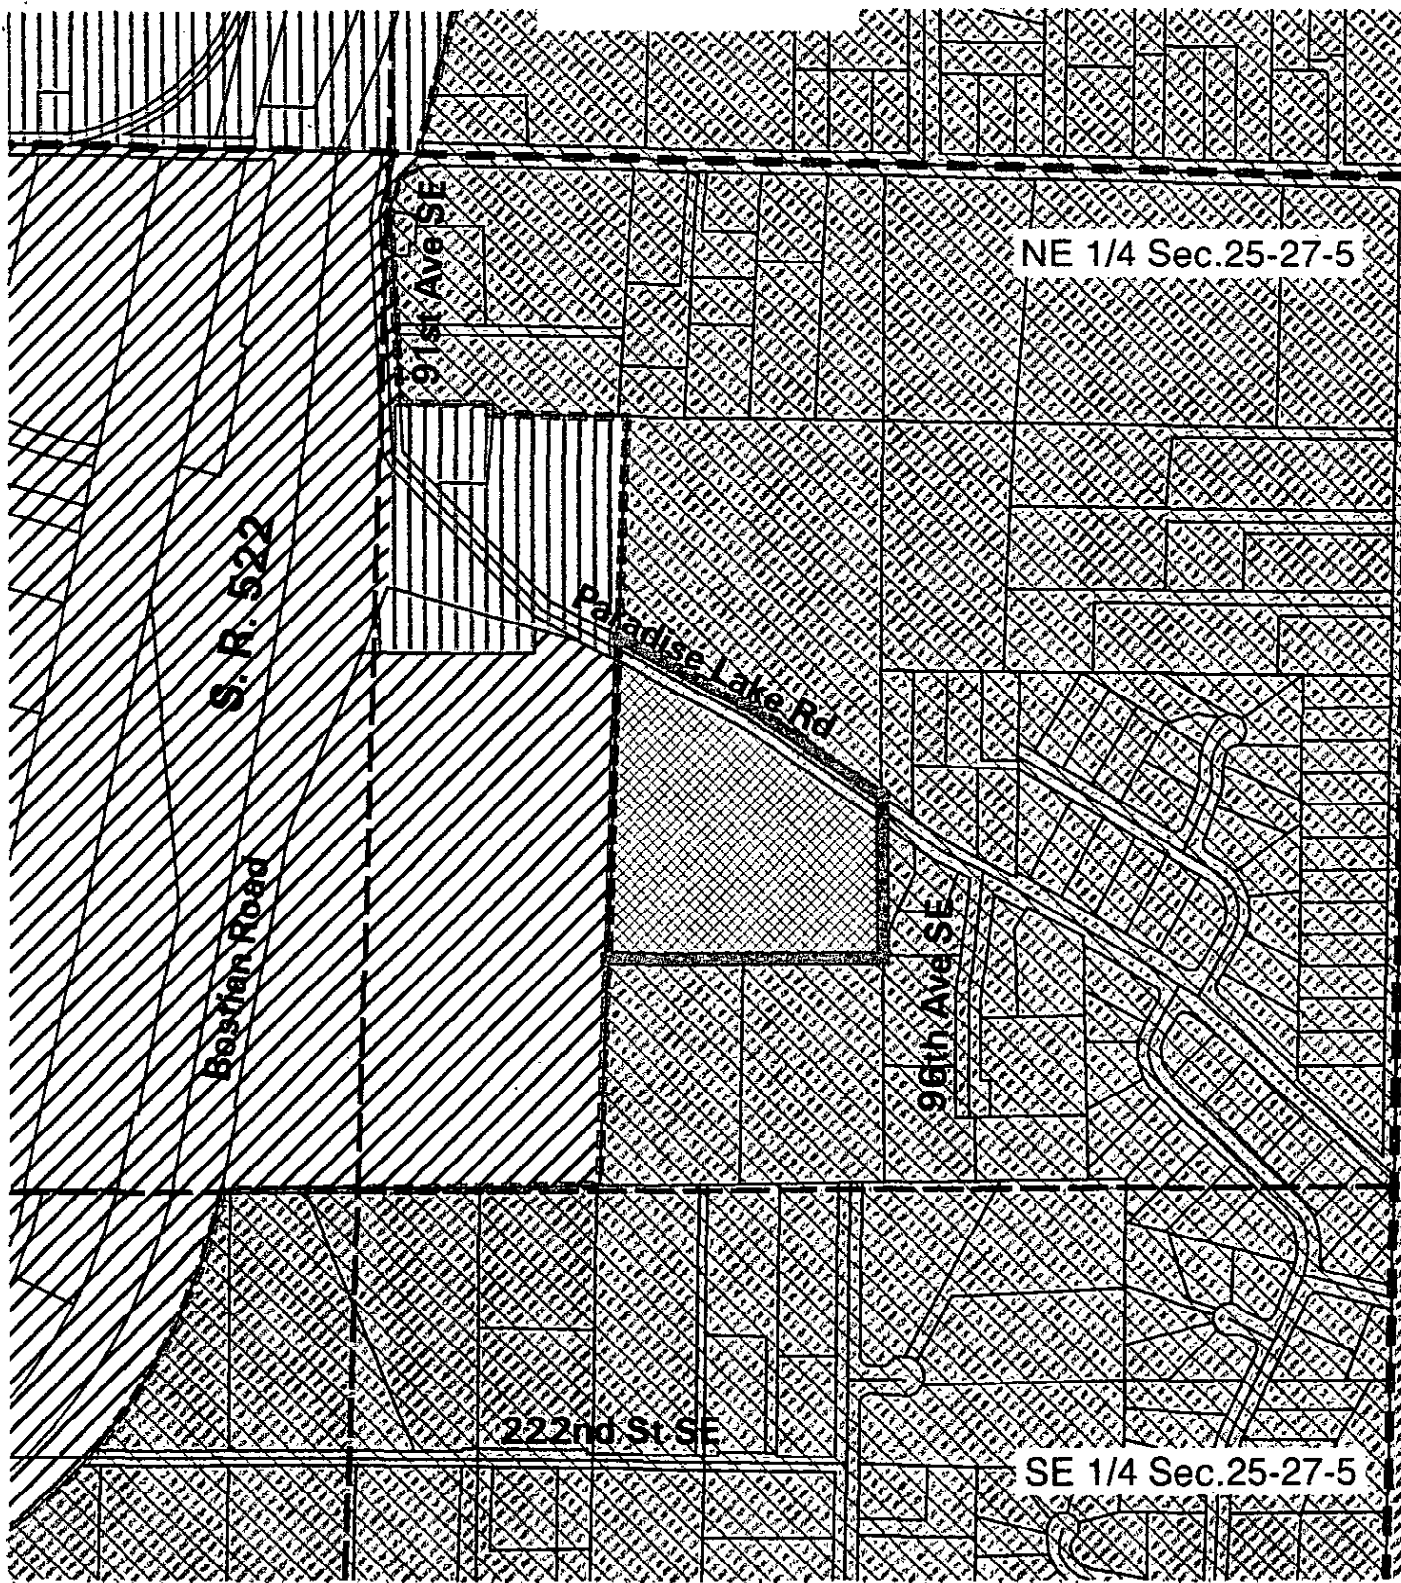 NE 1/4 Sec.25-27-5
91st Ave SE
S. R. 522
Paradise Lake Rd
Bostian Road
96th Ave SE
222nd St SE
SE 1/4 Sec.25-27-5